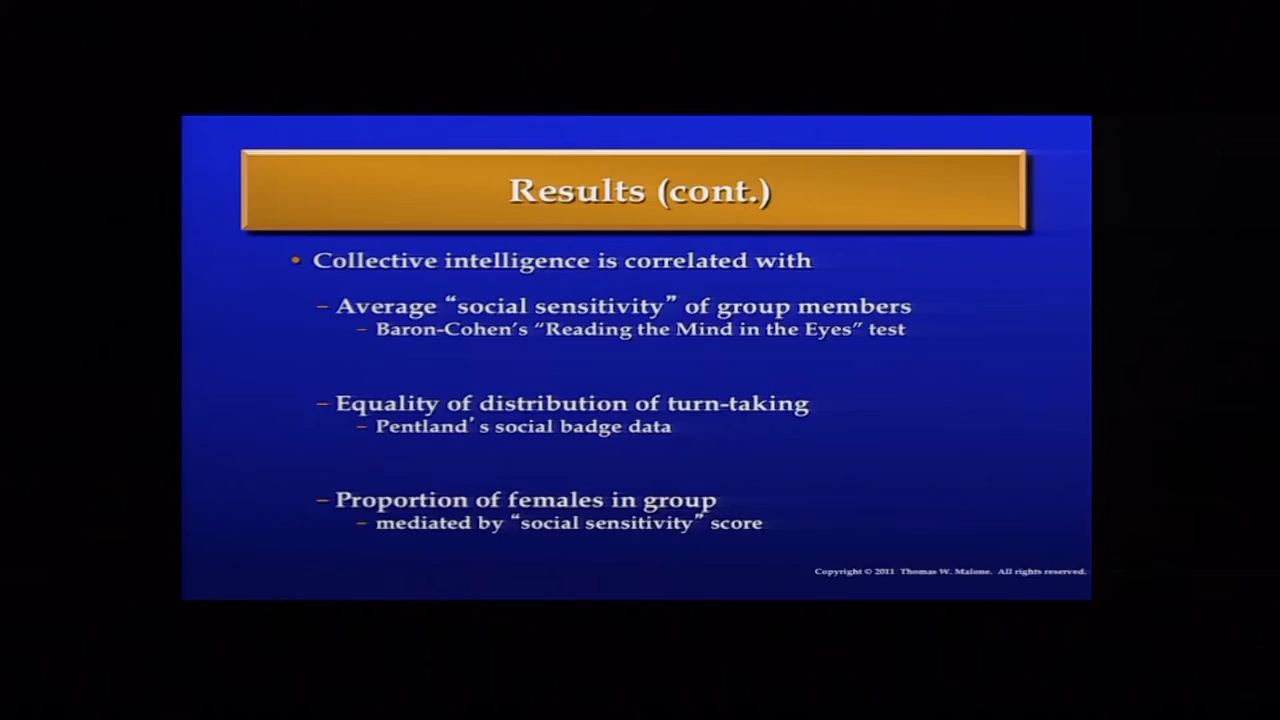 Results (cont.)
• Collective intelligence is correlated with
– Average “social sensitivity” of group members
– Baron-Cohen’s “Reading the Mind in the Eyes” test
– Equality of distribution of turn-taking
– Pentland’s social badge data
– Proportion of females in group
– mediated by “social sensitivity” score
Copyright © 2011 Thomas W. Malone. All rights reserved.